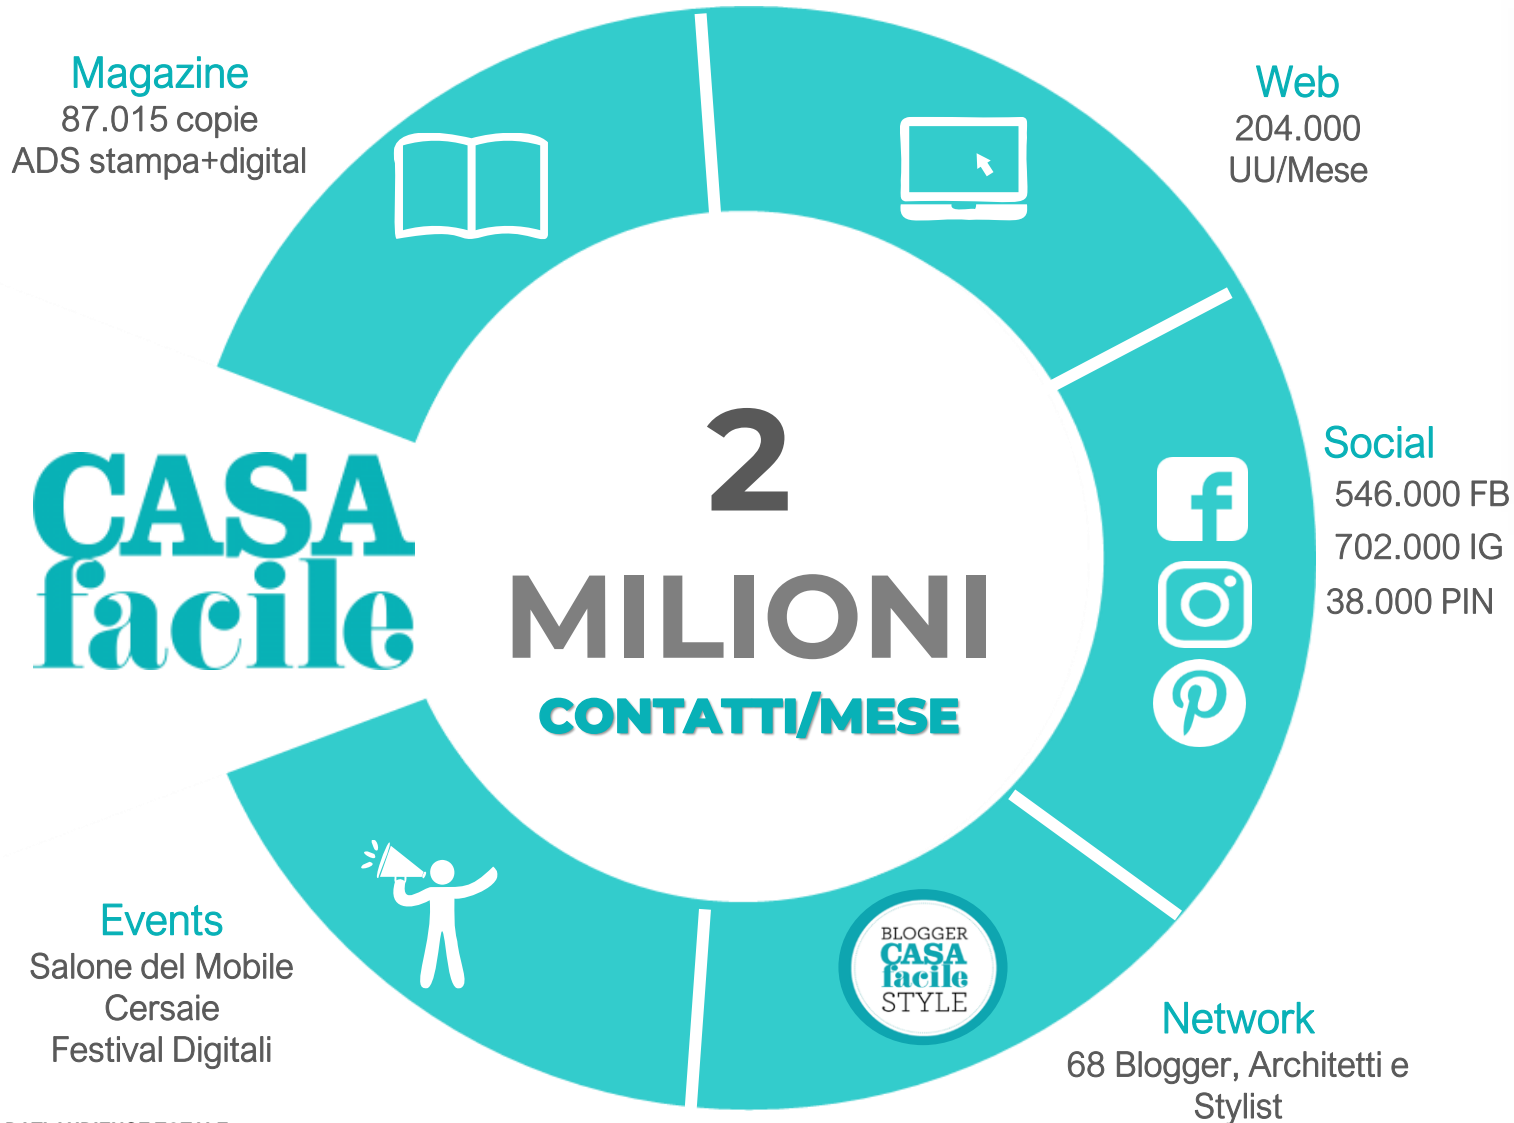 Magazine
87.015 copie
ADS stampa+digital
Web
204.000
UU/Mese
Social
546.000 FB
702.000 IG
38.000 PIN
CASA
facile
2
MILIONI
CONTATTI/MESE
Events
Salone del Mobile
Cersaie
Festival Digitali
BLOGGER
CASA
facile
STYLE
Network
68 Blogger, Architetti e
Stylist